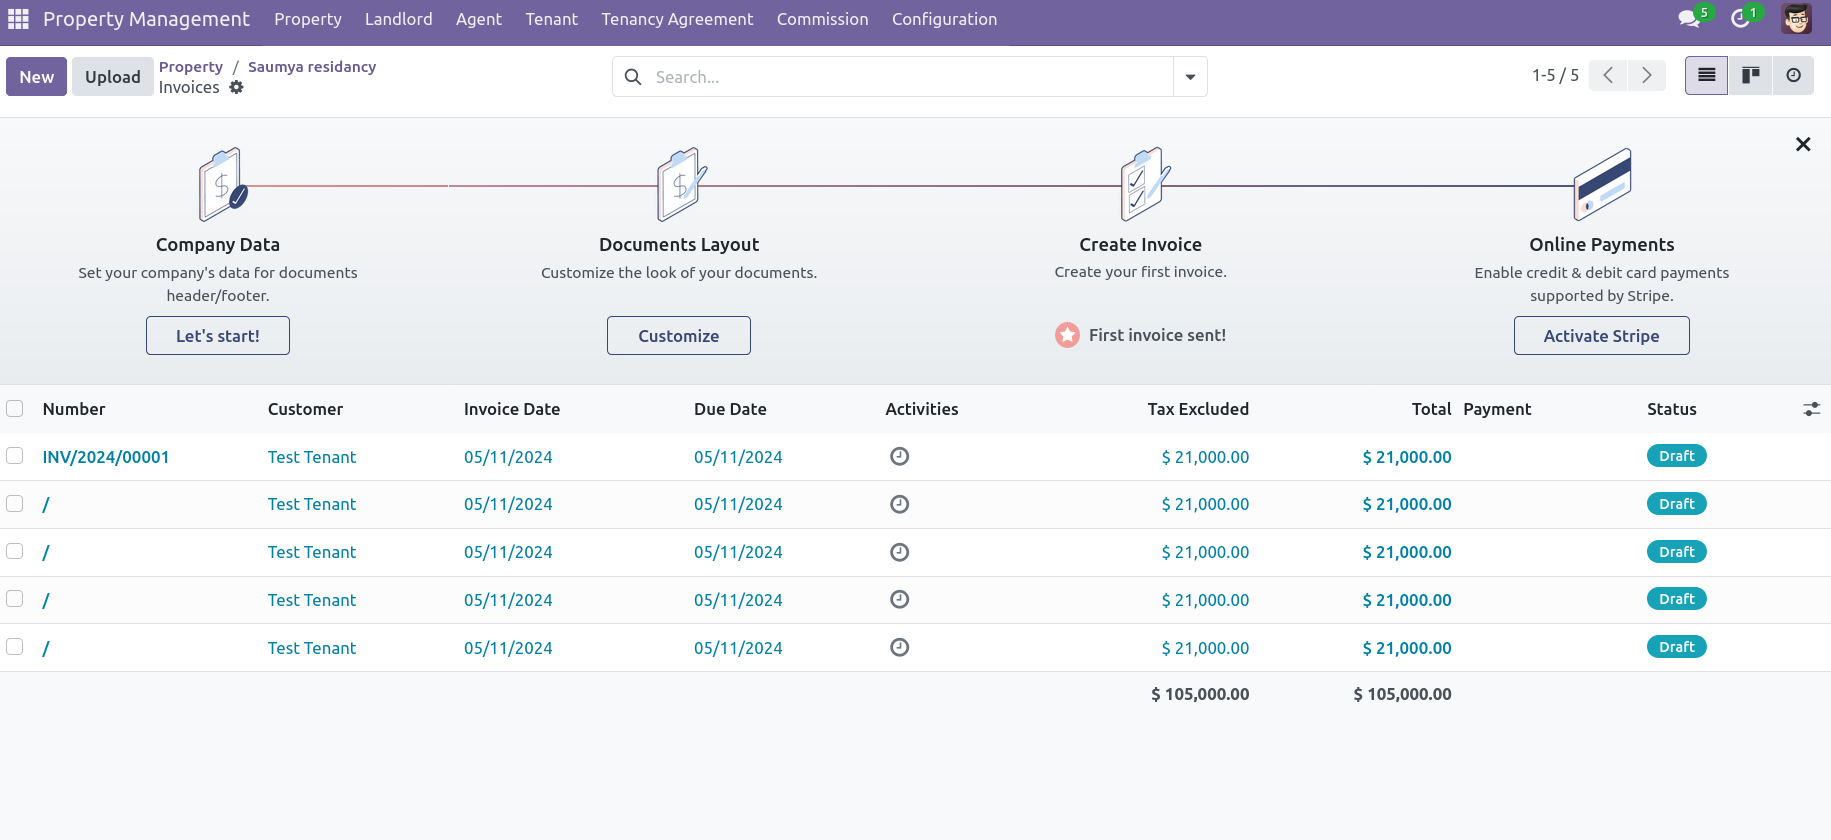 Property Management Property Landlord Agent Tenant Tenancy Agreement Commission Configuration 5 1
New Upload Property / Saumya residancy
Invoices
Search...
1-5 / 5
$ $
Company Data Documents Layout Create Invoice Online Payments
Set your company's data for documents Customize the look of your documents. Create your first invoice. Enable credit & debit card payments
header/footer. supported by Stripe.
Let's start! Customize First invoice sent! Activate Stripe
Number Customer Invoice Date Due Date Activities Tax Excluded Total Payment Status
INV/2024/00001 Test Tenant 05/11/2024 05/11/2024 $ 21,000.00 $ 21,000.00 Draft
/ Test Tenant 05/11/2024 05/11/2024 $ 21,000.00 $ 21,000.00 Draft
/ Test Tenant 05/11/2024 05/11/2024 $ 21,000.00 $ 21,000.00 Draft
/ Test Tenant 05/11/2024 05/11/2024 $ 21,000.00 $ 21,000.00 Draft
/ Test Tenant 05/11/2024 05/11/2024 $ 21,000.00 $ 21,000.00 Draft
$ 105,000.00 $ 105,000.00